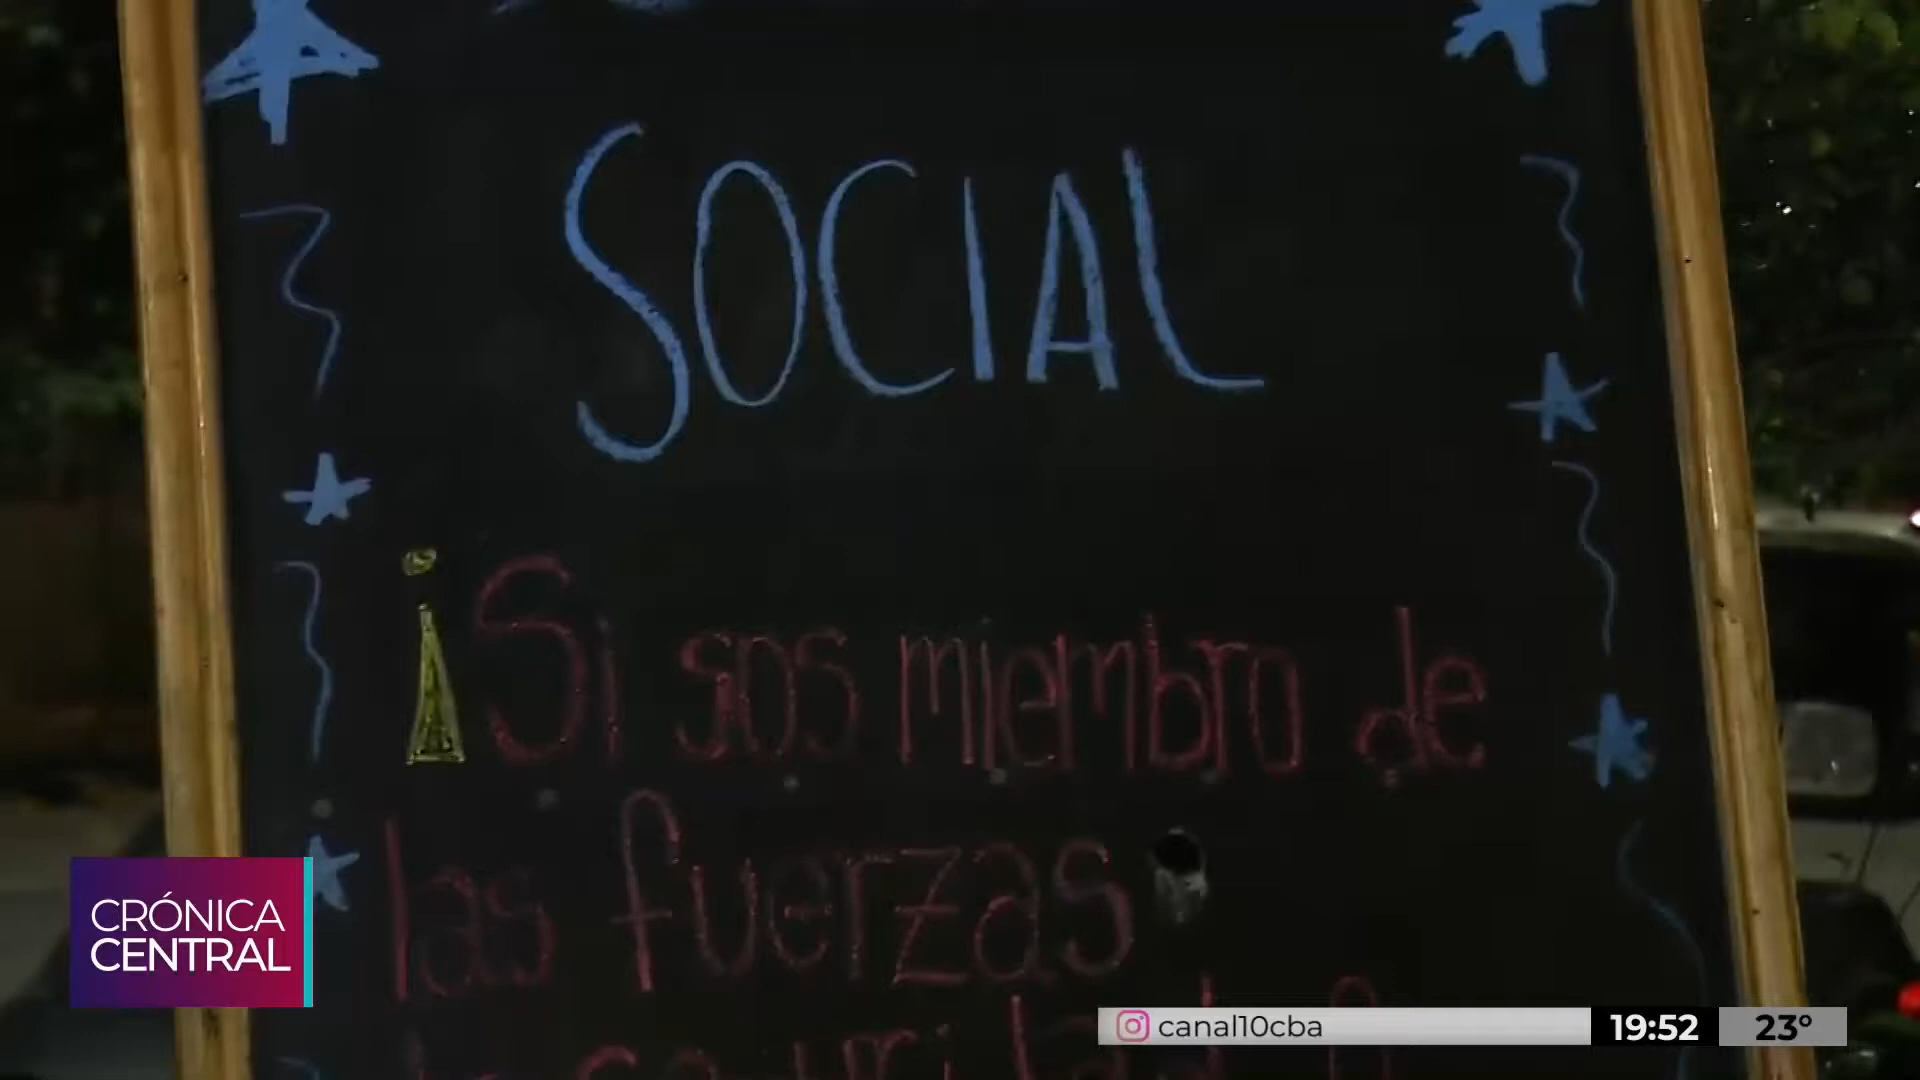 SOCIAL
¡Si sos miembro de
las fuerzas
CRÓNICA
CENTRAL
canal10cba
19:52
23°